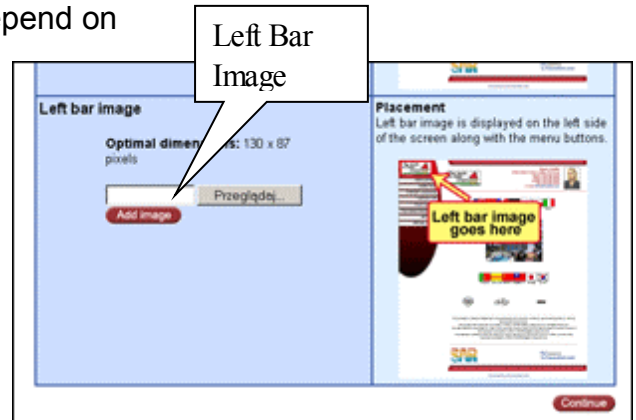 pend on
Left Bar
Image
Left bar image
Optimal dimen s: 130 x 87
pixels
Przeglądaj...
Add image
Placement
Left bar image is displayed on the left side
of the screen along with the menu buttons.
Left bar image
goes here
Continue